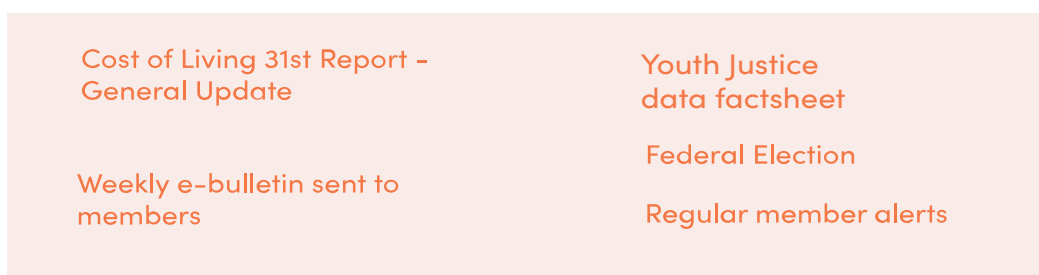 Cost of Living 31st Report -
General Update
Weekly e-bulletin sent to
members
Youth Justice
data factsheet
Federal Election
Regular member alerts